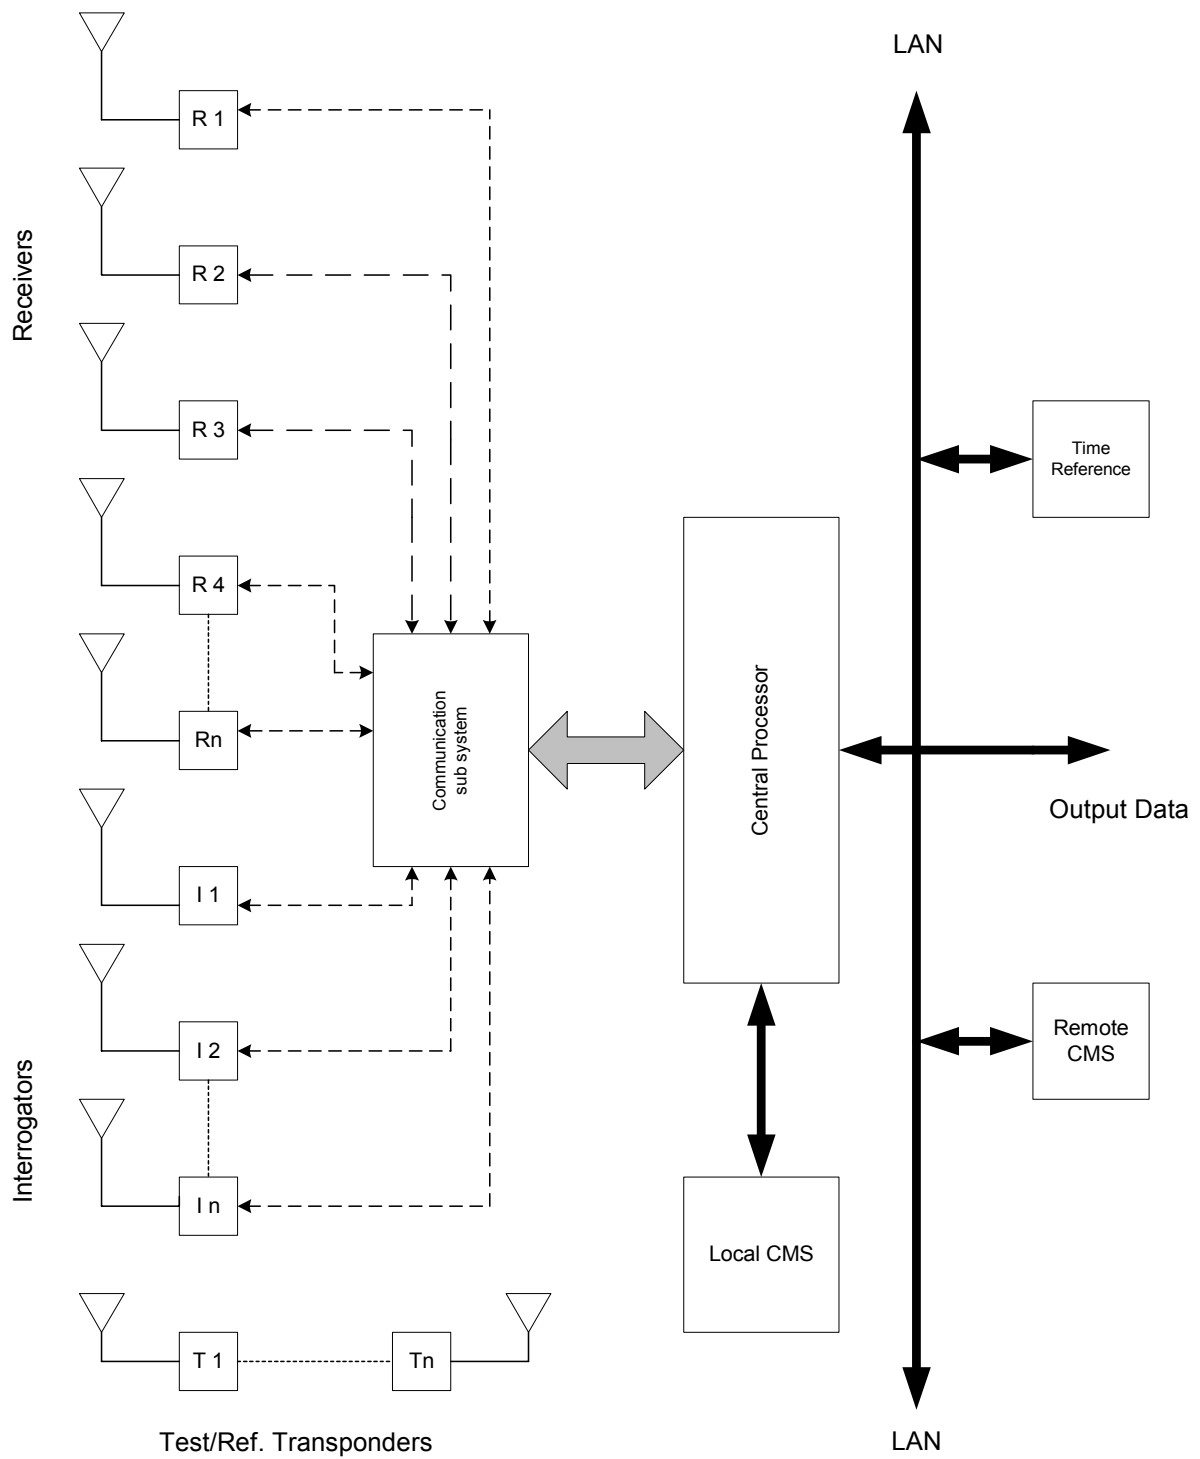 LAN
R 1
R 2
Receivers
R 3
Time
Reference
R 4
Rn
Communication
sub system
Central Processor
Output Data
I 1
I 2
Remote
CMS
Interrogators
I n
Local CMS
T 1
Tn
Test/Ref. Transponders
LAN